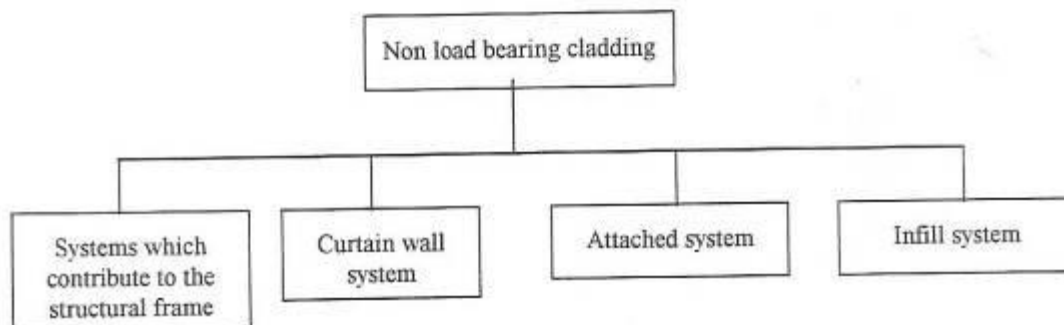 Non load bearing cladding
Systems which
contribute to the
structural frame
Curtain wall
system
Attached system
Infill system